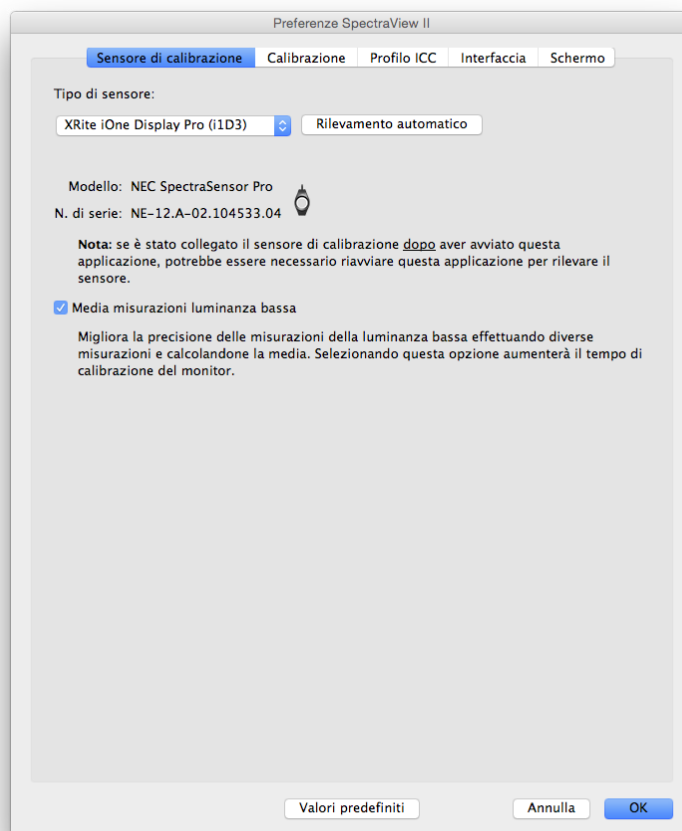 Preferenze SpectraView II
Sensore di calibrazione Calibrazione Profilo ICC Interfaccia Schermo
Tipo di sensore:
XRite iOne Display Pro (i1D3) Rilevamento automatico
Modello: NEC SpectraSensor Pro
N. di serie: NE-12.A-02.104533.04
Nota: se è stato collegato il sensore di calibrazione dopo aver avviato questa
applicazione, potrebbe essere necessario riavviare questa applicazione per rilevare il
sensore.
Media misurazioni luminanza bassa
Migliora la precisione delle misurazioni della luminanza bassa effettuando diverse
misurazioni e calcolandone la media. Selezionando questa opzione aumenterà il tempo di
calibrazione del monitor.
Valori predefiniti Annulla OK